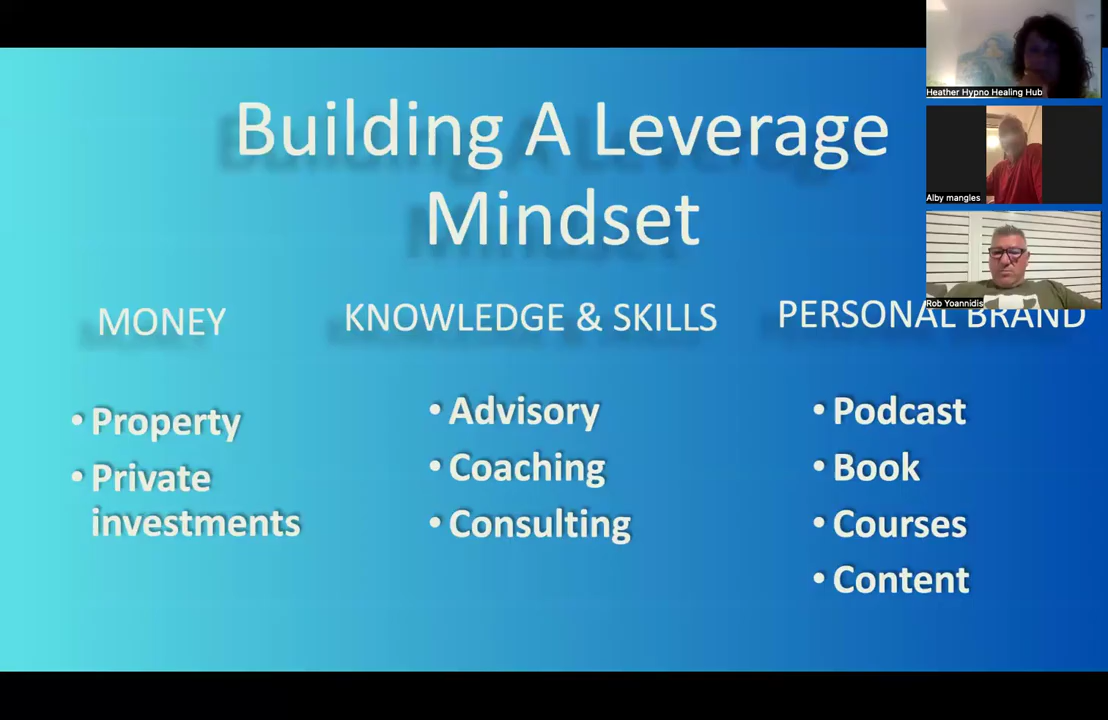 Building A Leverage
Mindset
MONEY
• Property
• Private
investments
KNOWLEDGE & SKILLS
• Advisory
• Coaching
• Consulting
PERSONAL BRAND
• Podcast
• Book
• Courses
• Content
Heather Hypno Healing Hub
Alby mangles
Rob Yoannidis